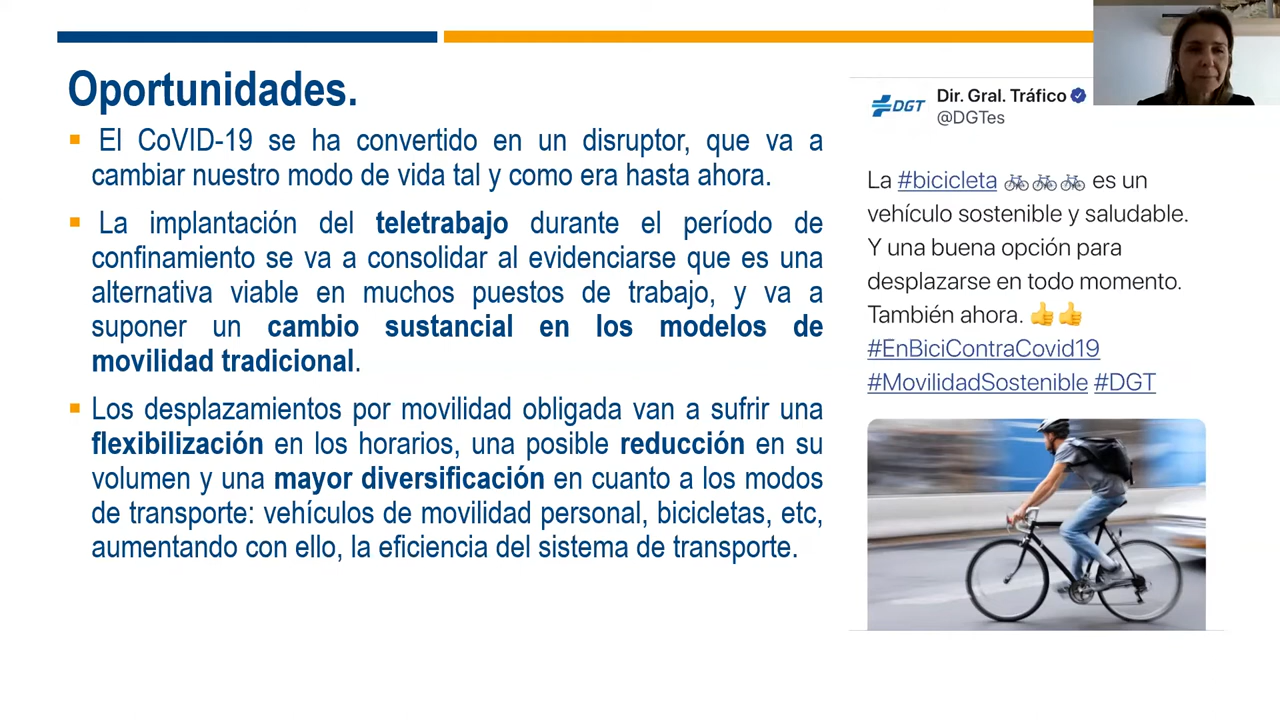 Oportunidades.
▪ El CoVID-19 se ha convertido en un disruptor, que va a
cambiar nuestro modo de vida tal y como era hasta ahora.
▪ La implantación del teletrabajo durante el período de
confinamiento se va a consolidar al evidenciarse que es una
alternativa viable en muchos puestos de trabajo, y va a
suponer un cambio sustancial en los modelos de
movilidad tradicional.
▪ Los desplazamientos por movilidad obligada van a sufrir una
flexibilización en los horarios, una posible reducción en su
volumen y una mayor diversificación en cuanto a los modos
de transporte: vehículos de movilidad personal, bicicletas, etc,
aumentando con ello, la eficiencia del sistema de transporte.
DGT
Dir. Gral. Tráfico
@DGTes
La #bicicleta 🚲🚲🚲 es un
vehículo sostenible y saludable.
Y una buena opción para
desplazarse en todo momento.
También ahora. 👍👍
#EnBiciContraCovid19
#MovilidadSostenible #DGT